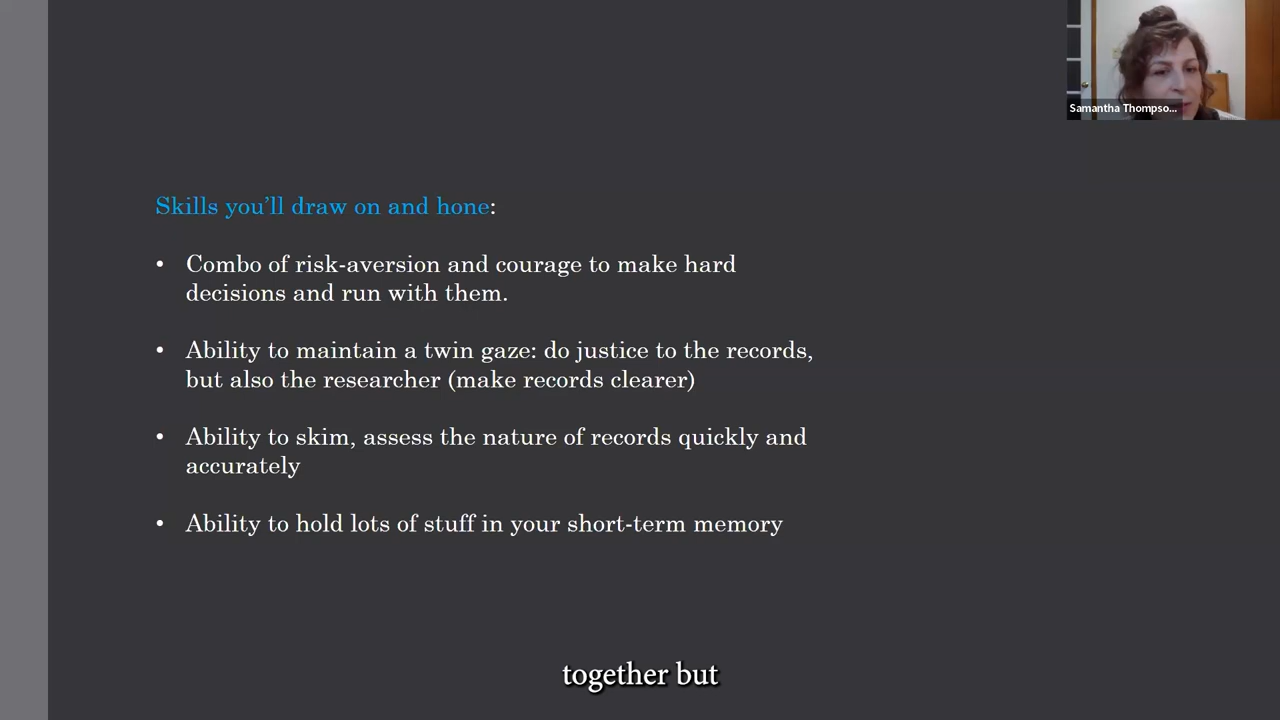 Samantha Thompso...
Skills you’ll draw on and hone:
• Combo of risk-aversion and courage to make hard
decisions and run with them.
• Ability to maintain a twin gaze: do justice to the records,
but also the researcher (make records clearer)
• Ability to skim, assess the nature of records quickly and
accurately
• Ability to hold lots of stuff in your short-term memory
together but